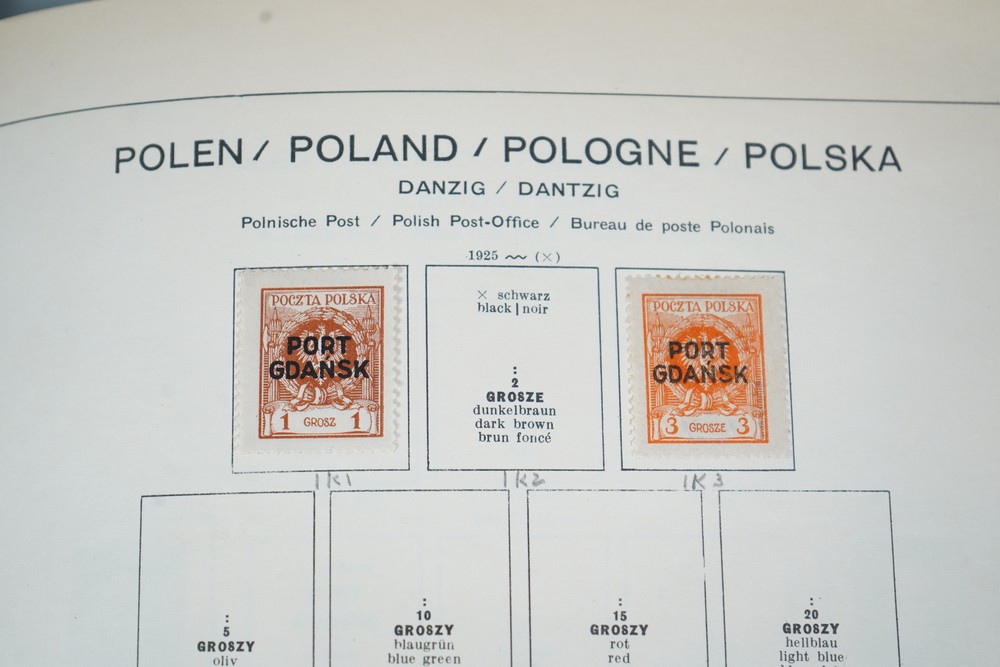 POLEN / POLAND / POLOGNE / POLSKA
DANZIG / DANTZIG
Polnische Post / Polish Post-Office / Bureau de poste Polonais
1925 (×)
POCZTA POLSKA
PORT
GDAŃSK
1 GROSZ 1
1K1
× schwarz
black | noir
:
2
GROSZE
dunkelbraun
dark brown
brun foncé
1K2
POCZTA POLSKA
PORT
GDAŃSK
3 GROSZE 3
1K3
:
5
GROSZY
oliv
:
10
GROSZY
blaugrün
blue green
:
15
GROSZY
rot
red
:
20
GROSZY
hellblau
light blue